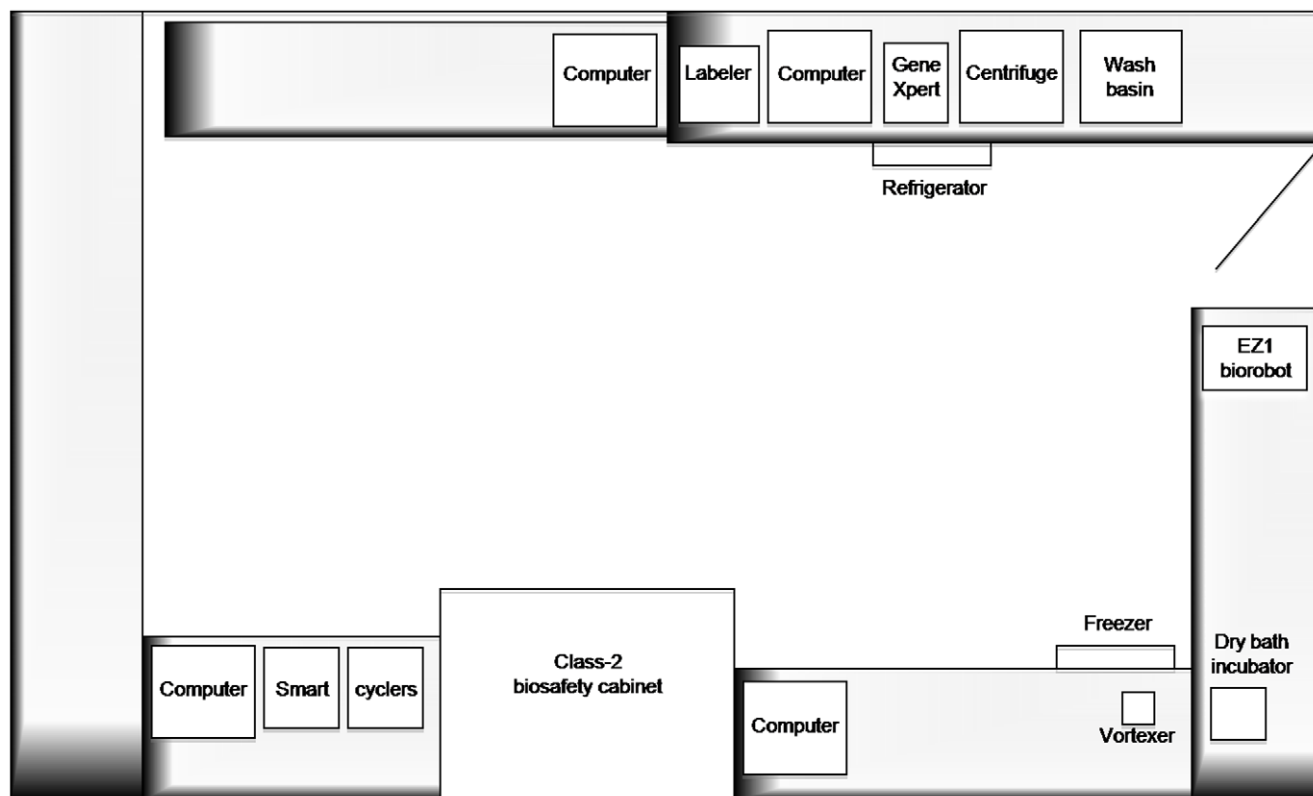 Computer
Labeler
Computer
Gene
Xpert
Centrifuge
Wash
basin
Refrigerator
EZ1
biorobot
Computer
Smart
cyclers
Class-2
biosafety cabinet
Computer
Freezer
Vortexer
Dry bath
incubator